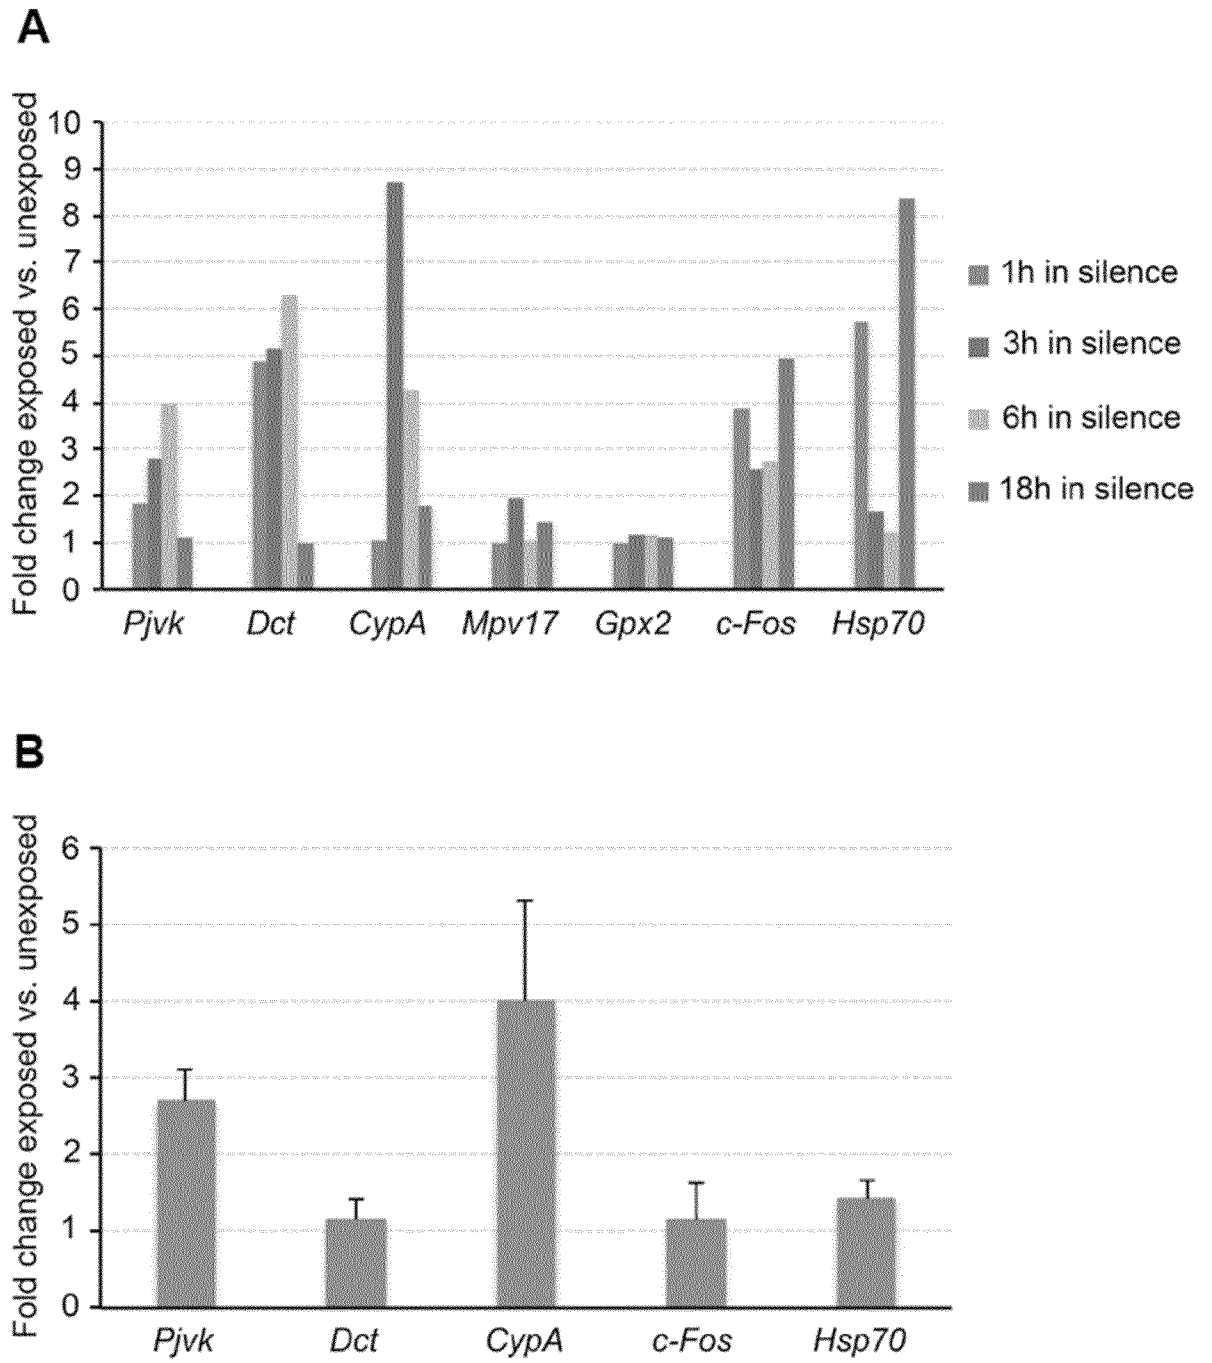 A
Fold change exposed vs. unexposed
10
9
8
7
6
5
4
3
2
1
0
Pjvk Dct CypA Mpv17 Gpx2 c-Fos Hsp70
1h in silence
3h in silence
6h in silence
18h in silence
B
Fold change exposed vs. unexposed
6
5
4
3
2
1
0
Pjvk Dct CypA c-Fos Hsp70